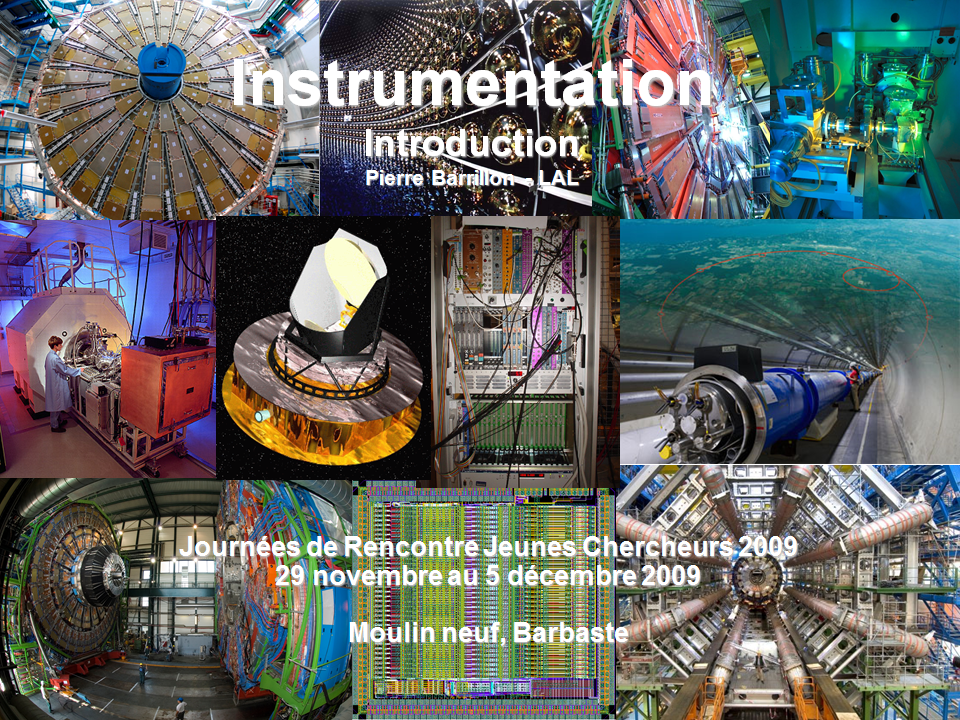 Instrumentation
Introduction
Pierre Barrillon - LAL
Journées de Rencontre Jeunes Chercheurs 2009
29 novembre au 5 décembre 2009
Moulin neuf, Barbaste